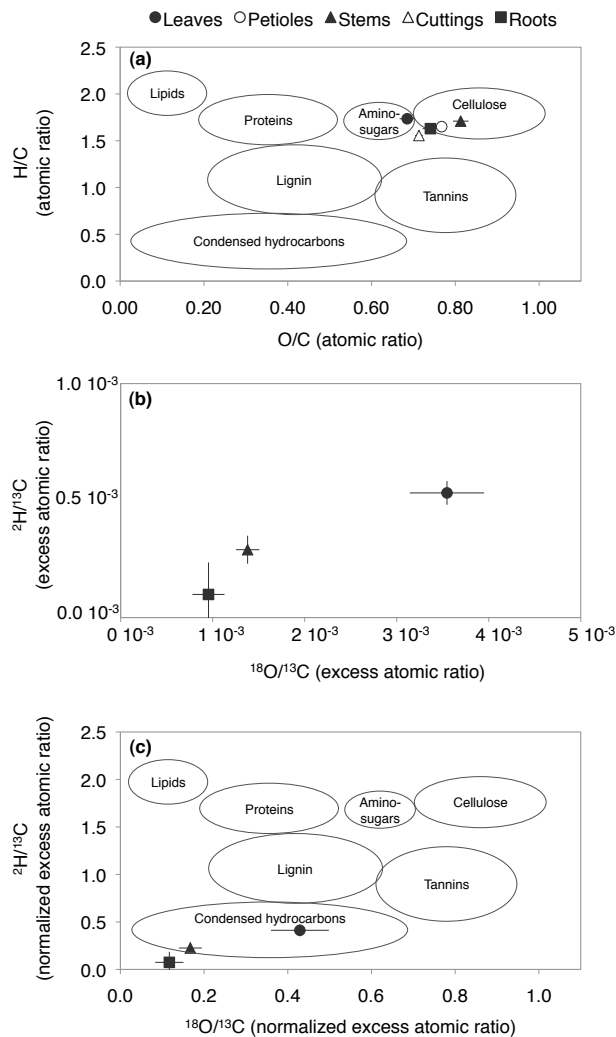 ● Leaves ○ Petioles ▲ Stems △ Cuttings ■ Roots
(a)
H/C
(atomic ratio)
2.5
2.0
1.5
1.0
0.5
0.0
Lipids
Proteins
Amino-
sugars
Cellulose
Lignin
Tannins
Condensed hydrocarbons
0.00 0.20 0.40 0.60 0.80 1.00
O/C (atomic ratio)
(b)
²H/¹³C
(excess atomic ratio)
1.0 10⁻³
0.5 10⁻³
0.0 10⁻³
0 10⁻³ 1 10⁻³ 2 10⁻³ 3 10⁻³ 4 10⁻³ 5 10⁻³
¹⁸O/¹³C (excess atomic ratio)
(c)
²H/¹³C
(normalized excess atomic ratio)
2.5
2.0
1.5
1.0
0.5
0.0
Lipids
Proteins
Amino-
sugars
Cellulose
Lignin
Tannins
Condensed hydrocarbons
0.0 0.2 0.4 0.6 0.8 1.0
¹⁸O/¹³C (normalized excess atomic ratio)